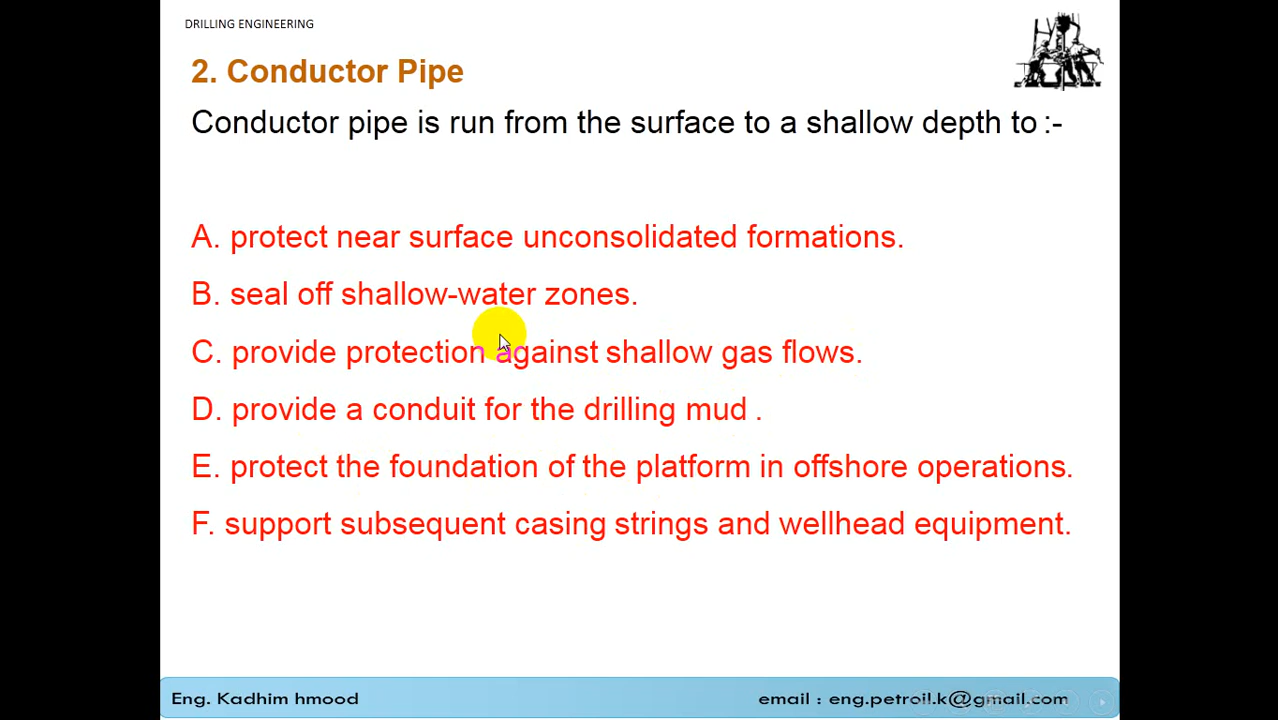 DRILLING ENGINEERING
2. Conductor Pipe
Conductor pipe is run from the surface to a shallow depth to :-
A. protect near surface unconsolidated formations.
B. seal off shallow-water zones.
C. provide protection against shallow gas flows.
D. provide a conduit for the drilling mud .
E. protect the foundation of the platform in offshore operations.
F. support subsequent casing strings and wellhead equipment.
Eng. Kadhim hmood
email : eng.petroil.k@gmail.com